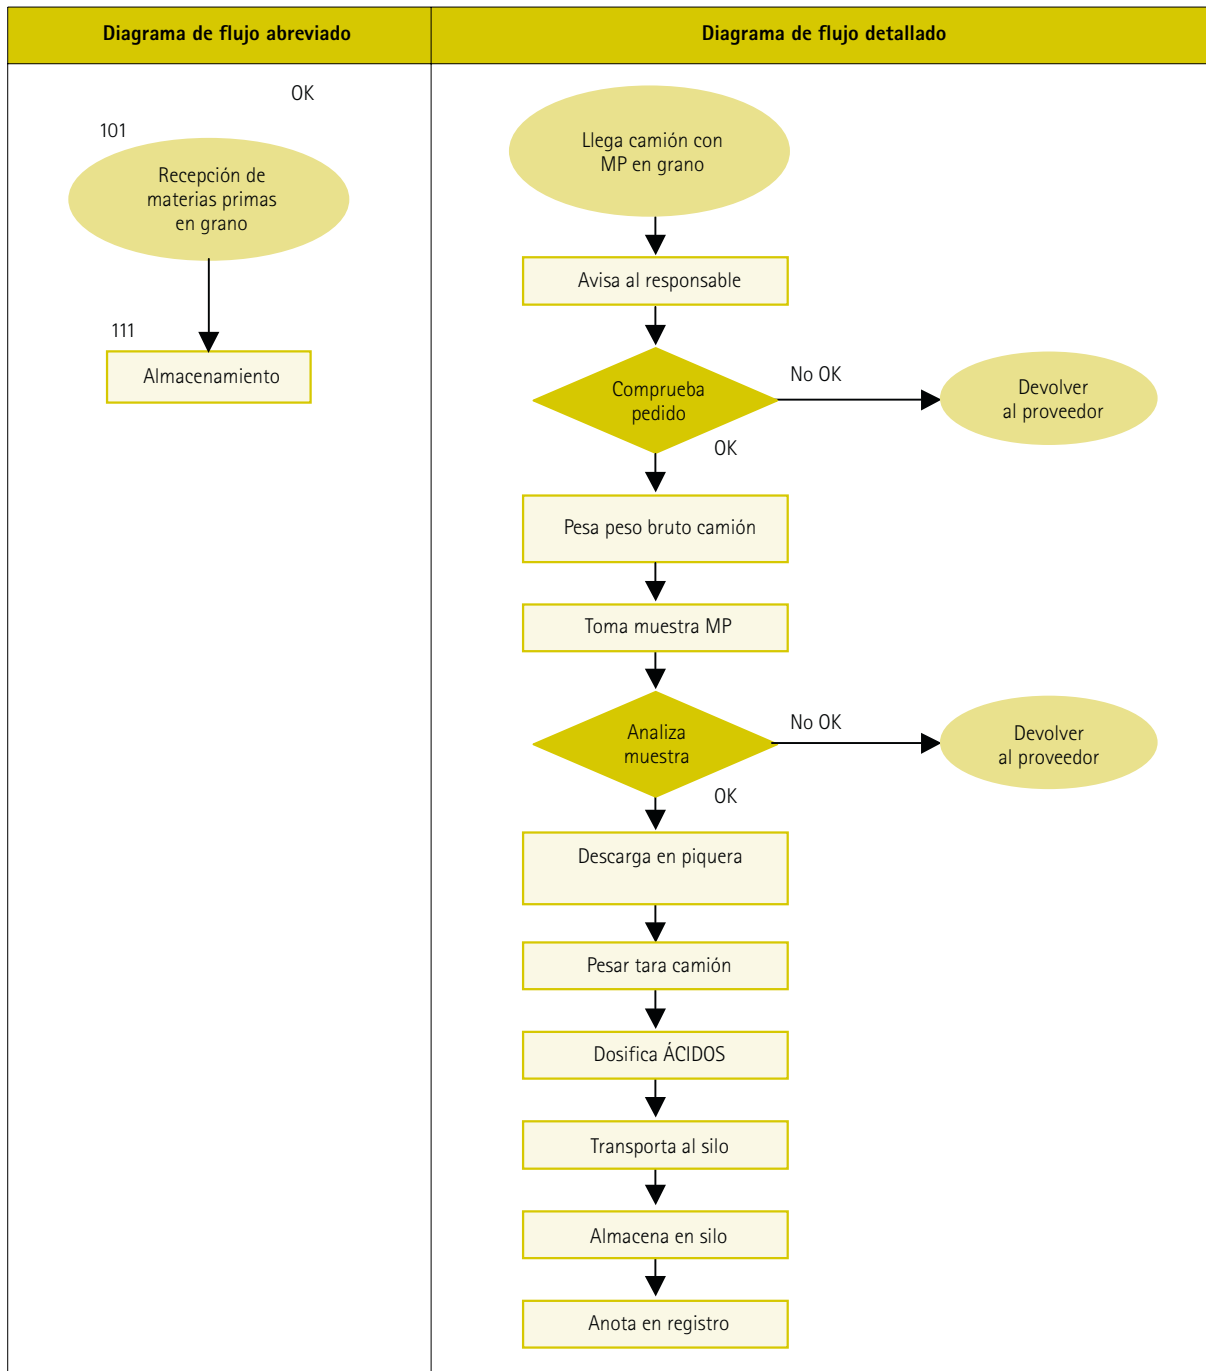 Diagrama de flujo abreviado
Diagrama de flujo detallado
OK
101
Recepción de
materias primas
en grano
111
Almacenamiento
Llega camión con
MP en grano
Avisa al responsable
Comprueba
pedido
No OK
Devolver
al proveedor
OK
Pesa peso bruto camión
Toma muestra MP
Analiza
muestra
No OK
Devolver
al proveedor
OK
Descarga en piquera
Pesar tara camión
Dosifica ÁCIDOS
Transporta al silo
Almacena en silo
Anota en registro